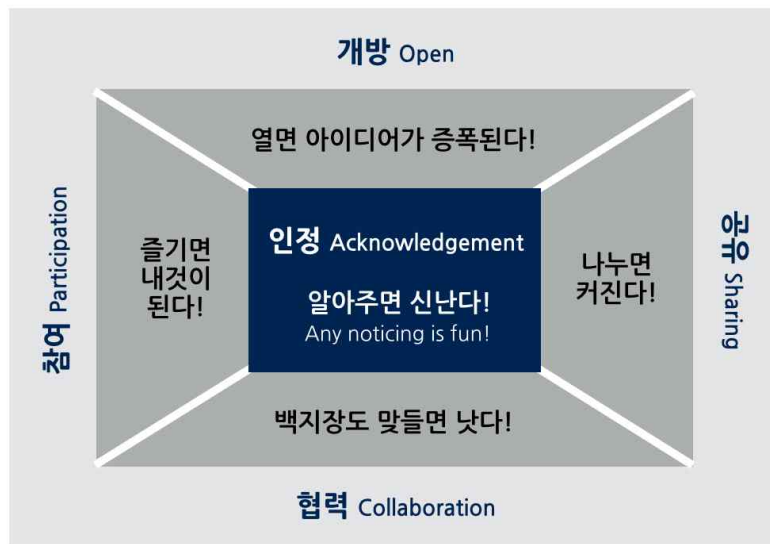 개방 Open
열면 아이디어가 증폭된다!
참여 Participation
즐기면
내것이
된다!
인정 Acknowledgement
알아주면 신난다!
Any noticing is fun!
나누면
커진다!
공유 Sharing
백지장도 맞들면 낫다!
협력 Collaboration